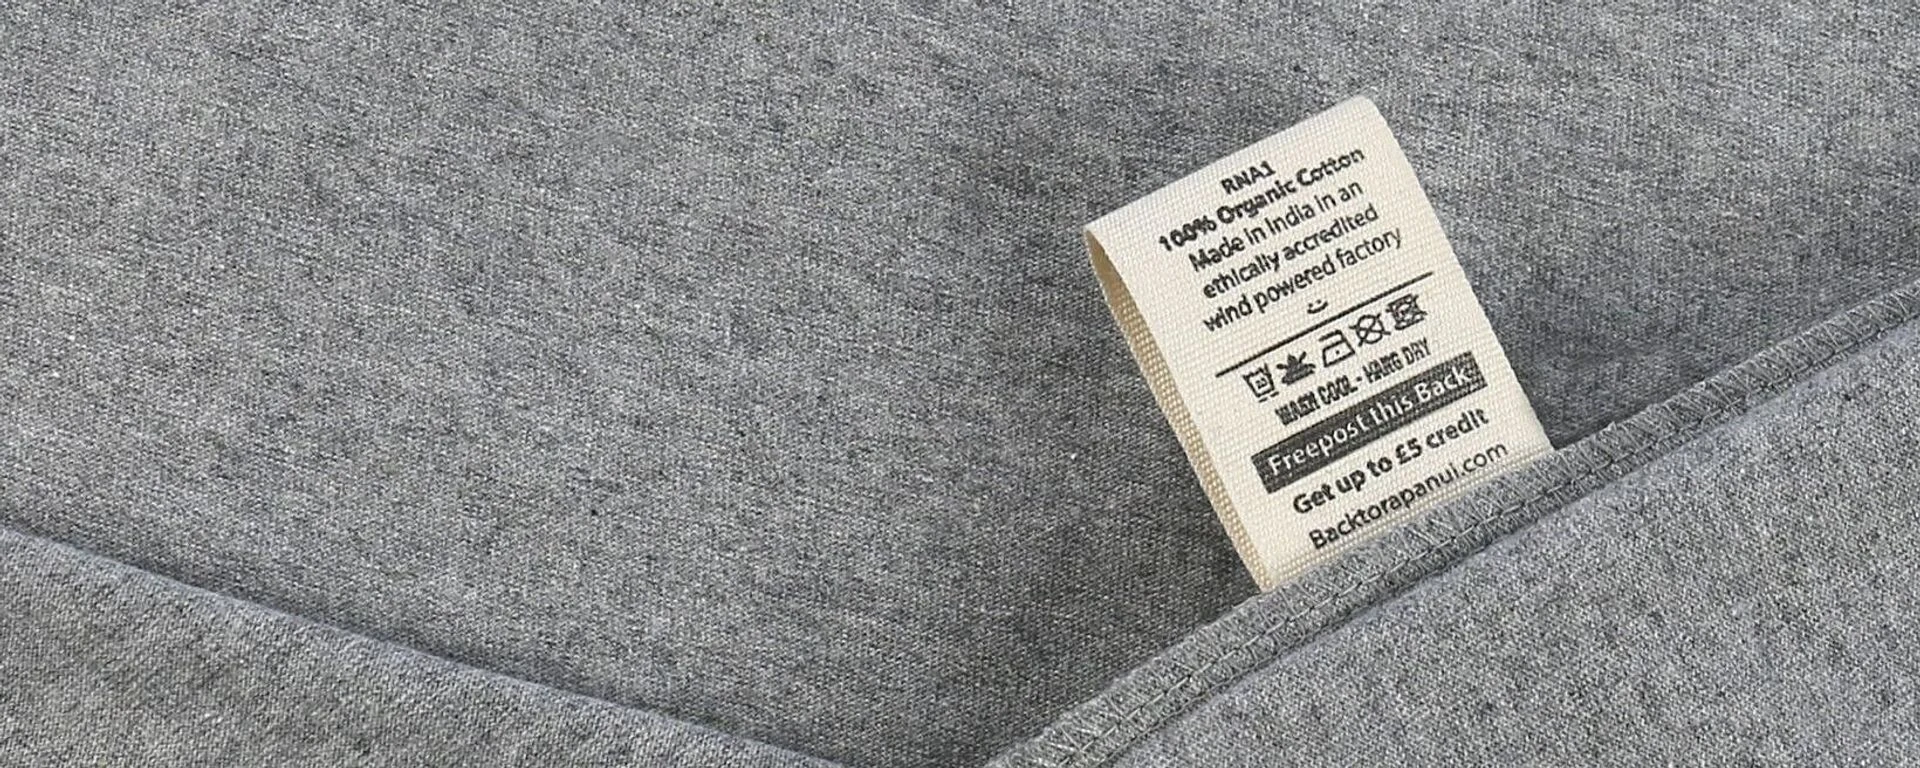 RNA1
100% Organic Cotton
Made in India in an
ethically accredited
wind powered factory
WASH COOL - HANG DRY
Freepost this Back
Get up to £5 credit
Backtorapanui.com